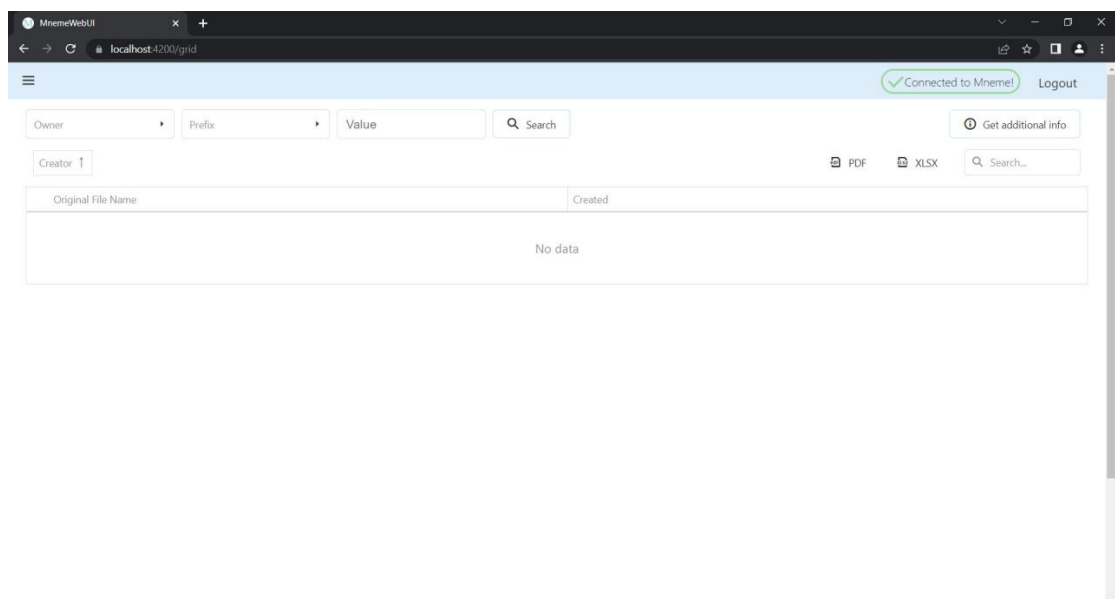 MnemeWebUI
localhost:4200/grid
Connected to Mneme! Logout
Owner Prefix Value Search Get additional info
Creator PDF XLSX Search...
Original File Name Created
No data